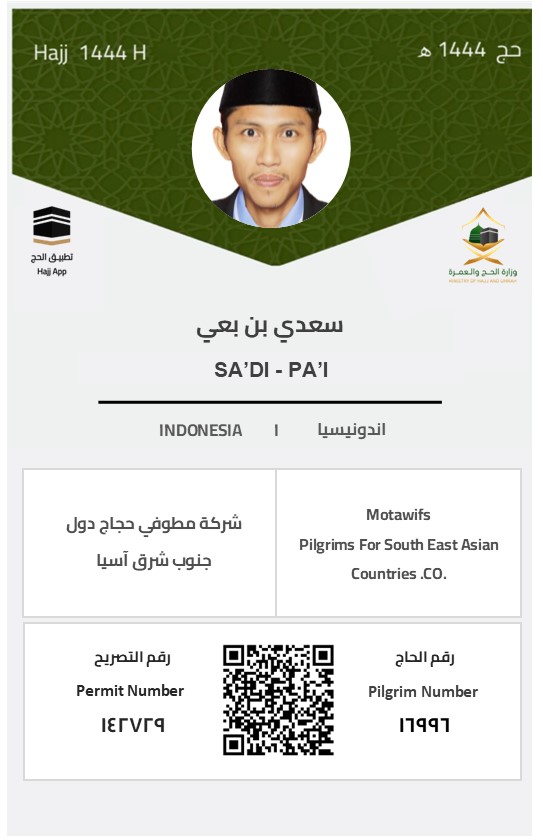 Hajj 1444 H
حج 1444 هـ
تطبيق الحج
Hajj App
وزارة الحج والعمرة
MINISTRY OF HAJJ AND UMRAH
سعدي بن بعي
SA’DI - PA’I
INDONESIA | اندونيسيا
شركة مطوفي حجاج دول
جنوب شرق آسيا
Motawifs
Pilgrims For South East Asian
Countries .CO.
رقم التصريح
Permit Number
١٤٢٧٢٩
رقم الحاج
Pilgrim Number
١٦٩٩٦